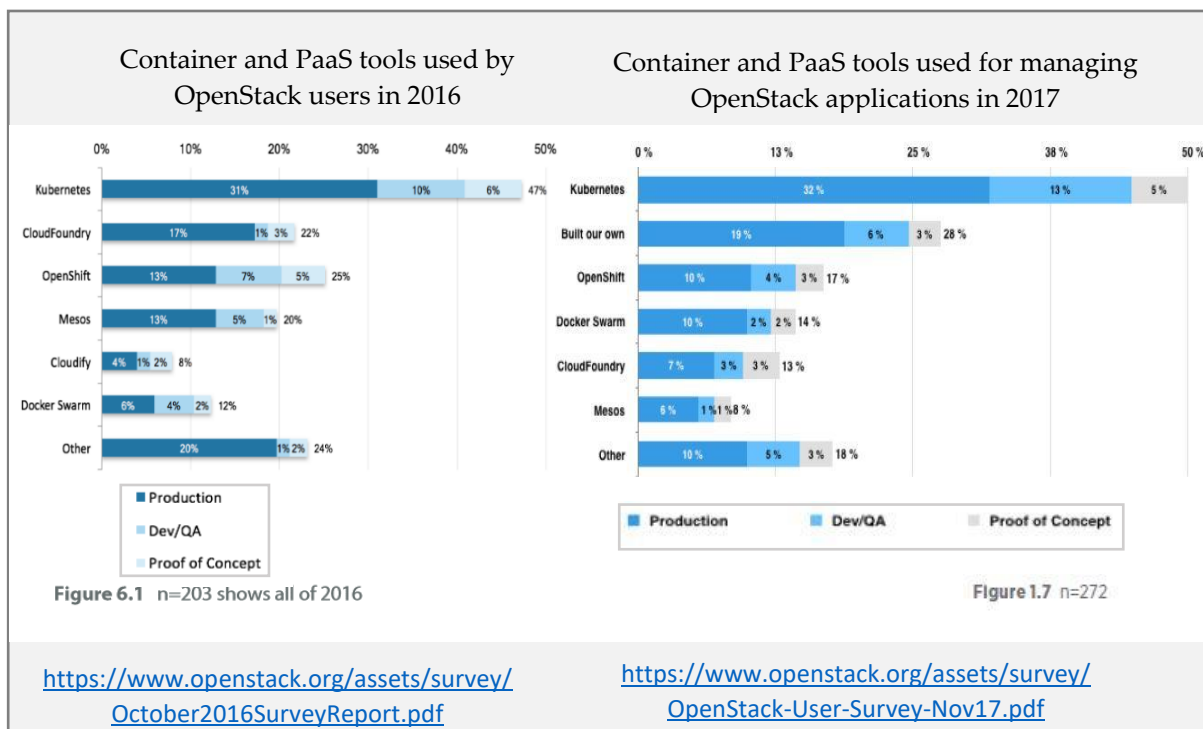 Container and PaaS tools used by
OpenStack users in 2016
0% 10% 20% 30% 40% 50%
Kubernetes 31% 10% 6% 47%
CloudFoundry 17% 1% 3% 22%
OpenShift 13% 7% 5% 25%
Mesos 13% 5% 1% 20%
Cloudify 4% 1% 2% 8%
Docker Swarm 6% 4% 2% 12%
Other 20% 1% 2% 24%
Production
Dev/QA
Proof of Concept
Figure 6.1 n=203 shows all of 2016
https://www.openstack.org/assets/survey/
October2016SurveyReport.pdf
Container and PaaS tools used for managing
OpenStack applications in 2017
0 % 13 % 25 % 38 % 50 %
Kubernetes 32 % 13 % 5 %
Built our own 19 % 6 % 3 % 28 %
OpenShift 10 % 4 % 3 % 17 %
Docker Swarm 10 % 2 % 2 % 14 %
CloudFoundry 7 % 3 % 3 % 13 %
Mesos 6 % 1 % 1 % 8 %
Other 10 % 5 % 3 % 18 %
Production Dev/QA Proof of Concept
Figure 1.7 n=272
https://www.openstack.org/assets/survey/
OpenStack-User-Survey-Nov17.pdf